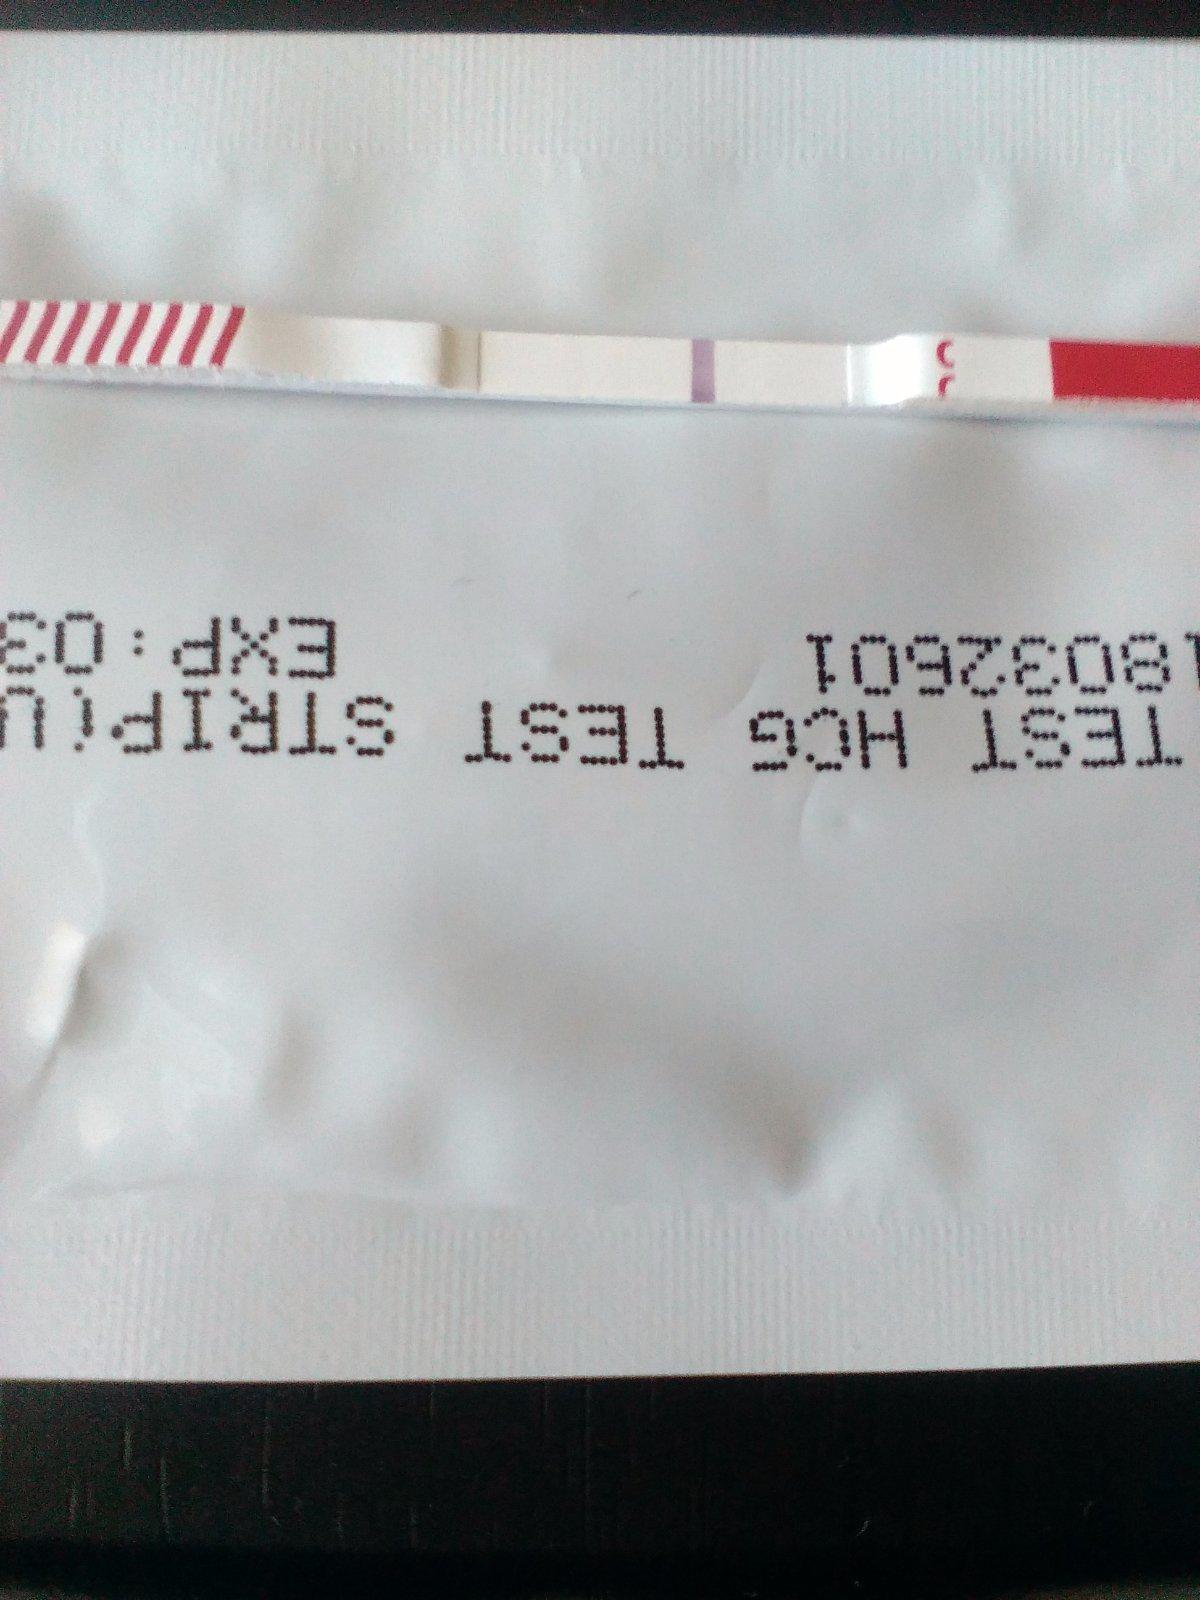 TEST HCG TEST STRIP(U
18032601 EXP:03